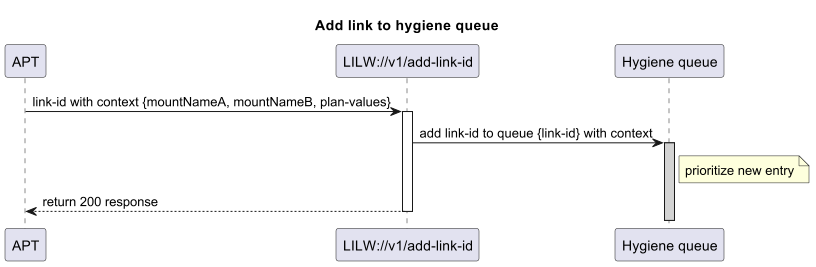 Add link to hygiene queue
APT
LILW://v1/add-link-id
Hygiene queue
link-id with context {mountNameA, mountNameB, plan-values}
add link-id to queue {link-id} with context
prioritize new entry
return 200 response
APT
LILW://v1/add-link-id
Hygiene queue